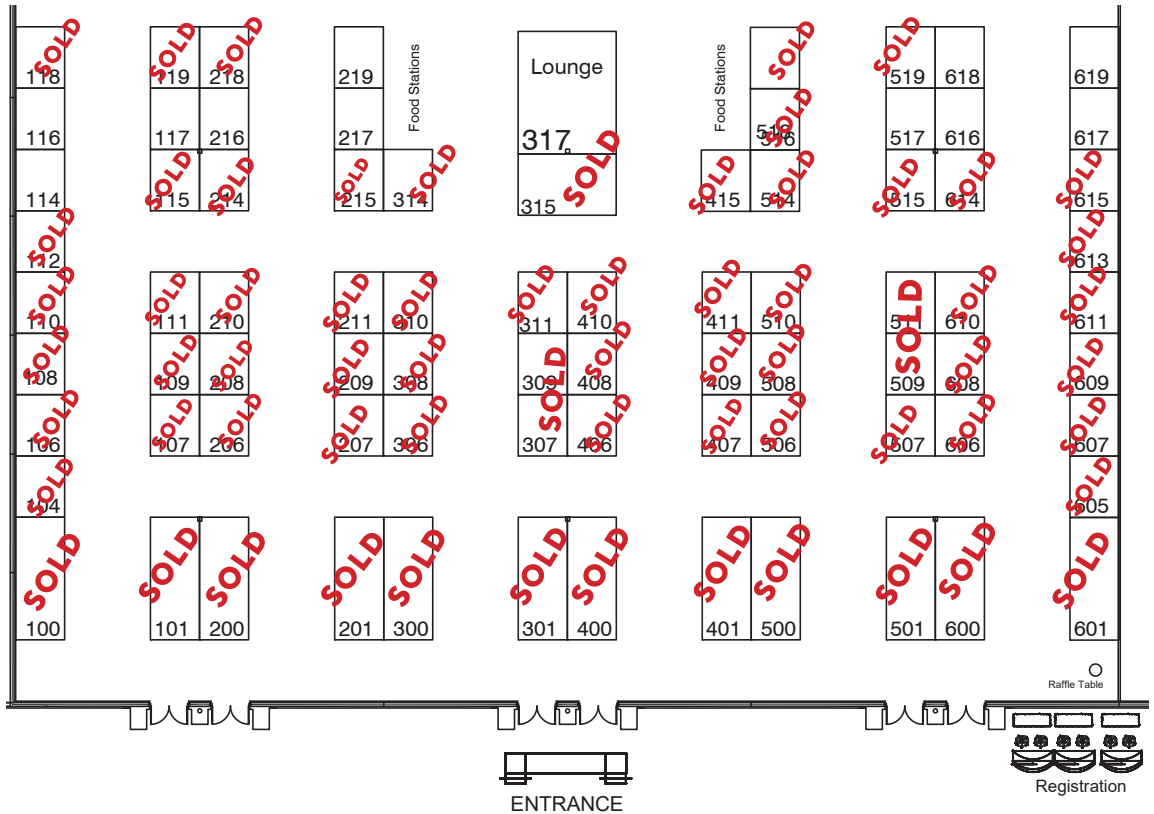 SOLD
118
SOLD
119
SOLD
218
219
Food Stations
Lounge
Food Stations
SOLD
SOLD
519
618
619
116
117
216
217
317
SOLD
517
616
617
114
SOLD
115
SOLD
214
SOLD
215
SOLD
314
SOLD
315
SOLD
415
SOLD
514
SOLD
515
SOLD
614
SOLD
615
SOLD
112
SOLD
613
SOLD
110
SOLD
111
SOLD
210
SOLD
211
SOLD
310
SOLD
311
SOLD
410
SOLD
411
SOLD
510
SOLD
SOLD
610
SOLD
611
SOLD
108
SOLD
109
SOLD
208
SOLD
209
SOLD
308
SOLD
309
SOLD
408
SOLD
409
SOLD
508
509
SOLD
608
SOLD
609
SOLD
106
SOLD
107
SOLD
206
SOLD
207
SOLD
306
307
SOLD
406
SOLD
407
SOLD
506
SOLD
507
SOLD
606
SOLD
607
SOLD
104
SOLD
605
SOLD
100
SOLD
101
SOLD
200
SOLD
201
SOLD
300
SOLD
301
SOLD
400
SOLD
401
SOLD
500
SOLD
501
SOLD
600
SOLD
601
Raffle Table
Registration
ENTRANCE